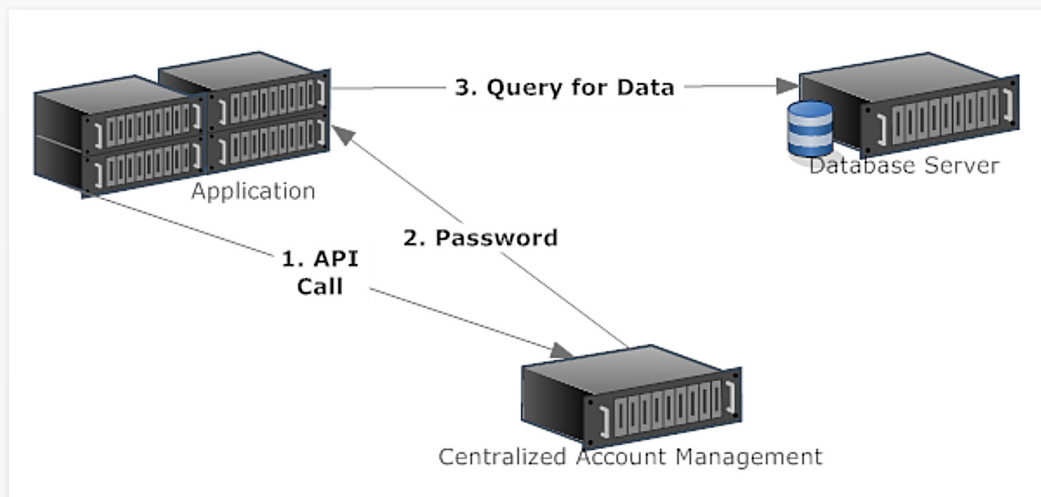 3. Query for Data
Database Server
Application
2. Password
1. API
Call
Centralized Account Management